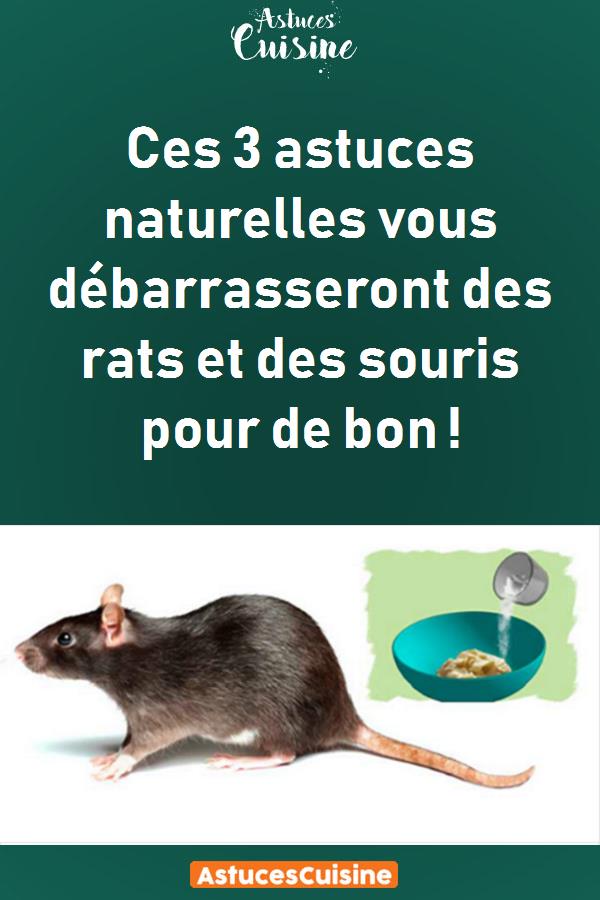 Astuces
Cuisine
Ces 3 astuces
naturelles vous
débarrasseront des
rats et des souris
pour de bon !
AstucesCuisine